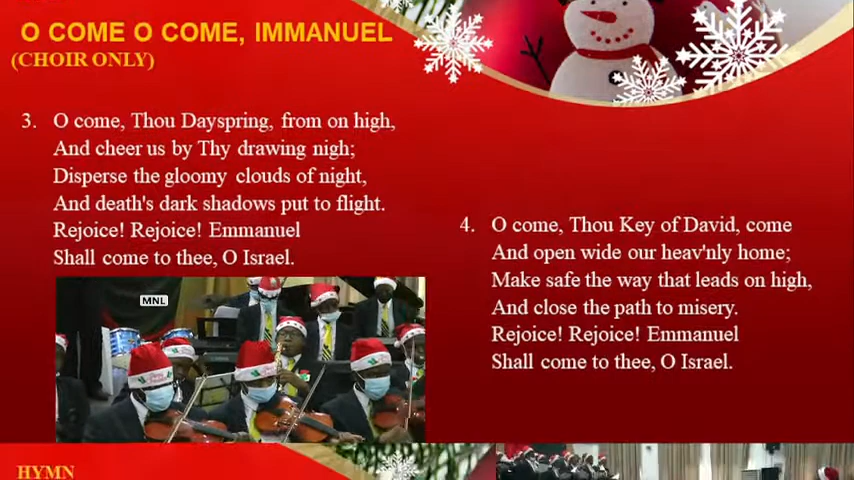 O COME O COME, IMMANUEL
(CHOIR ONLY)
3. O come, Thou Dayspring, from on high,
And cheer us by Thy drawing nigh;
Disperse the gloomy clouds of night,
And death's dark shadows put to flight.
Rejoice! Rejoice! Emmanuel
Shall come to thee, O Israel.
4. O come, Thou Key of David, come
And open wide our heav'nly home;
Make safe the way that leads on high,
And close the path to misery.
Rejoice! Rejoice! Emmanuel
Shall come to thee, O Israel.
MNL
HYMN